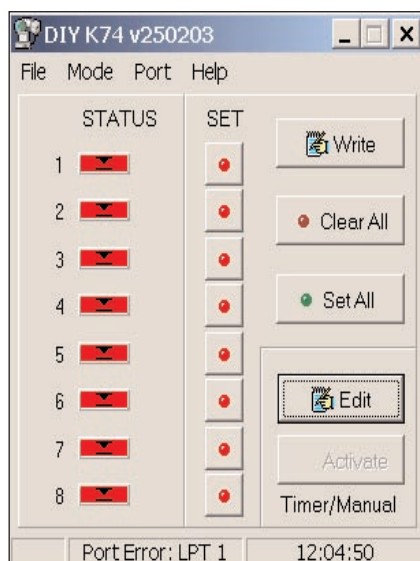 DIY K74 v250203
File Mode Port Help
STATUS SET
Write
1
2
Clear All
3
4
Set All
5
6
Edit
7
Activate
8
Timer/Manual
Port Error: LPT 1 12:04:50